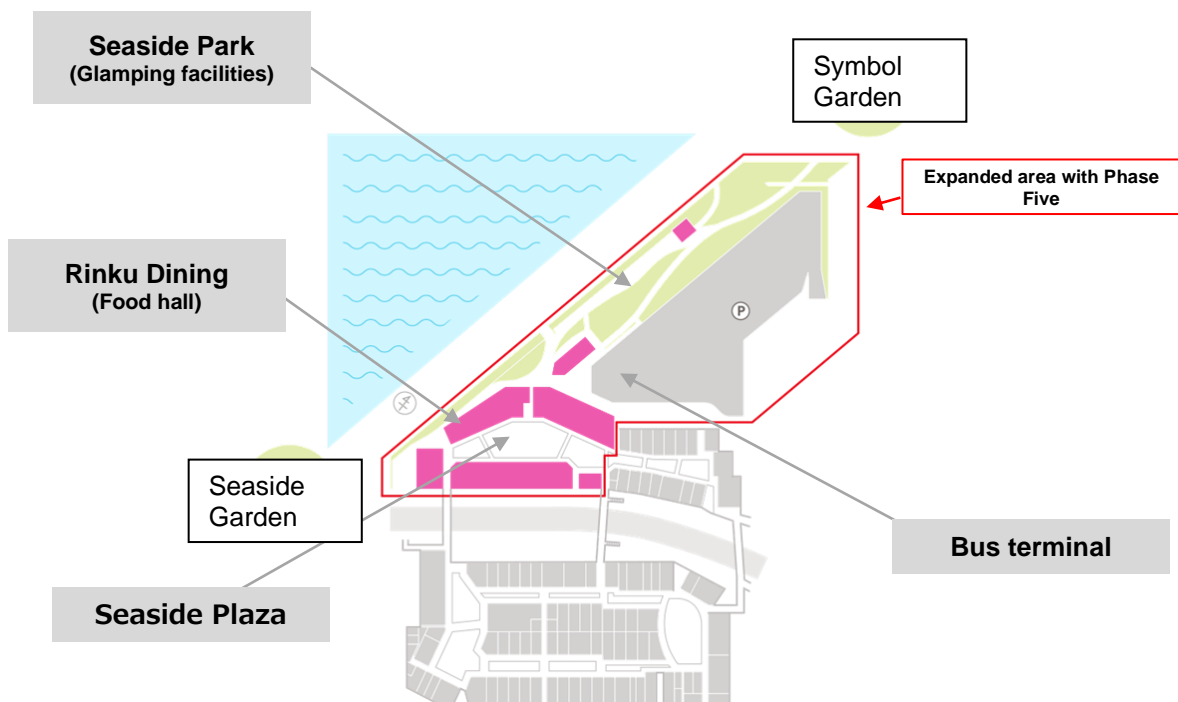 Seaside Park
(Glamping facilities)
Symbol
Garden
Expanded area with Phase
Five
Rinku Dining
(Food hall)
P
Seaside
Garden
Bus terminal
Seaside Plaza